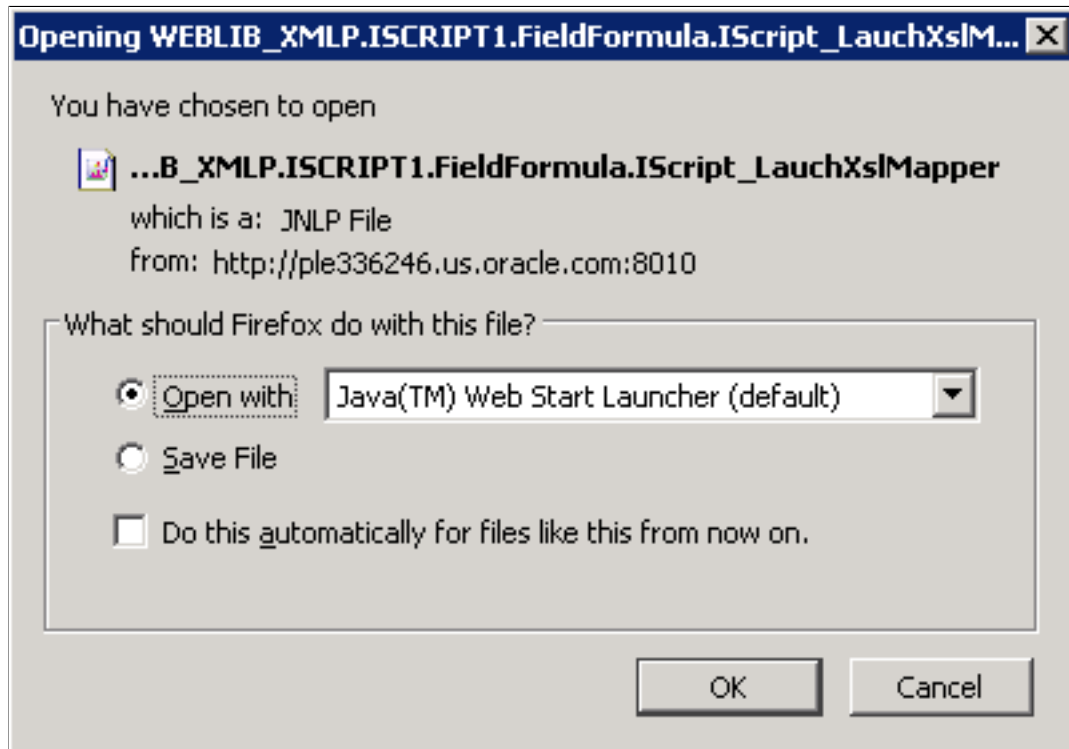 Opening WEBLIB_XMLP.ISCRIPT1.FieldFormula.IScript_LauchXslM...
You have chosen to open
...B_XMLP.ISCRIPT1.FieldFormula.IScript_LauchXslMapper
which is a: JNLP File
from: http://ple336246.us.oracle.com:8010
What should Firefox do with this file?
Open with Java(TM) Web Start Launcher (default)
Save File
Do this automatically for files like this from now on.
OK Cancel